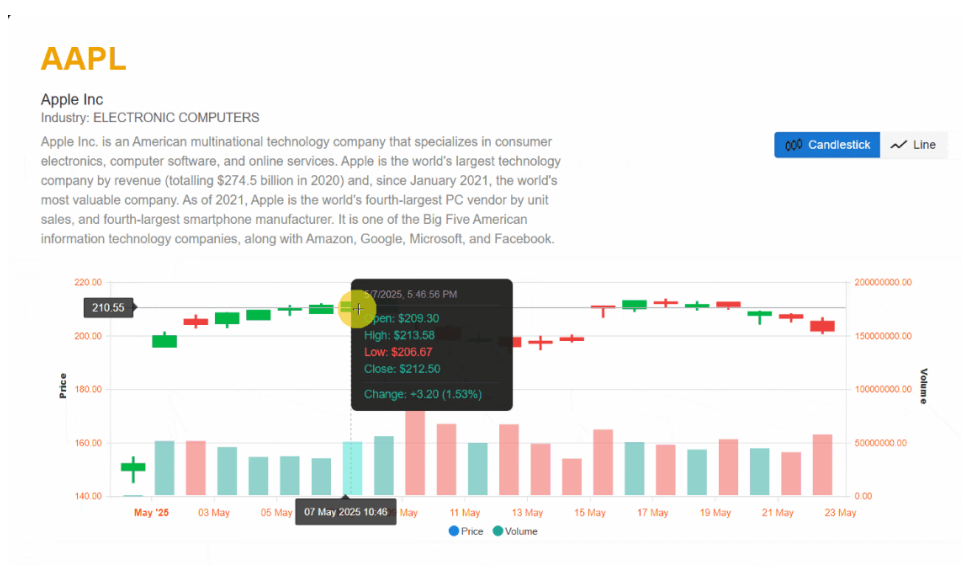 AAPL
Apple Inc
Industry: ELECTRONIC COMPUTERS
Apple Inc. is an American multinational technology company that specializes in consumer
electronics, computer software, and online services. Apple is the world's largest technology
company by revenue (totalling $274.5 billion in 2020) and, since January 2021, the world's
most valuable company. As of 2021, Apple is the world's fourth-largest PC vendor by unit
sales, and fourth-largest smartphone manufacturer. It is one of the Big Five American
information technology companies, along with Amazon, Google, Microsoft, and Facebook.
Candlestick
Line
220.00
210.55
200.00
180.00
160.00
140.00
Price
5/7/2025, 5:46:56 PM
Open: $209.30
High: $213.58
Low: $206.67
Close: $212.50
Change: +3.20 (1.53%)
200000000.00
150000000.00
100000000.00
50000000.00
0.00
Volume
May '25
03 May
05 May
07 May 2025 10:46
May
11 May
13 May
15 May
17 May
19 May
21 May
23 May
Price
Volume